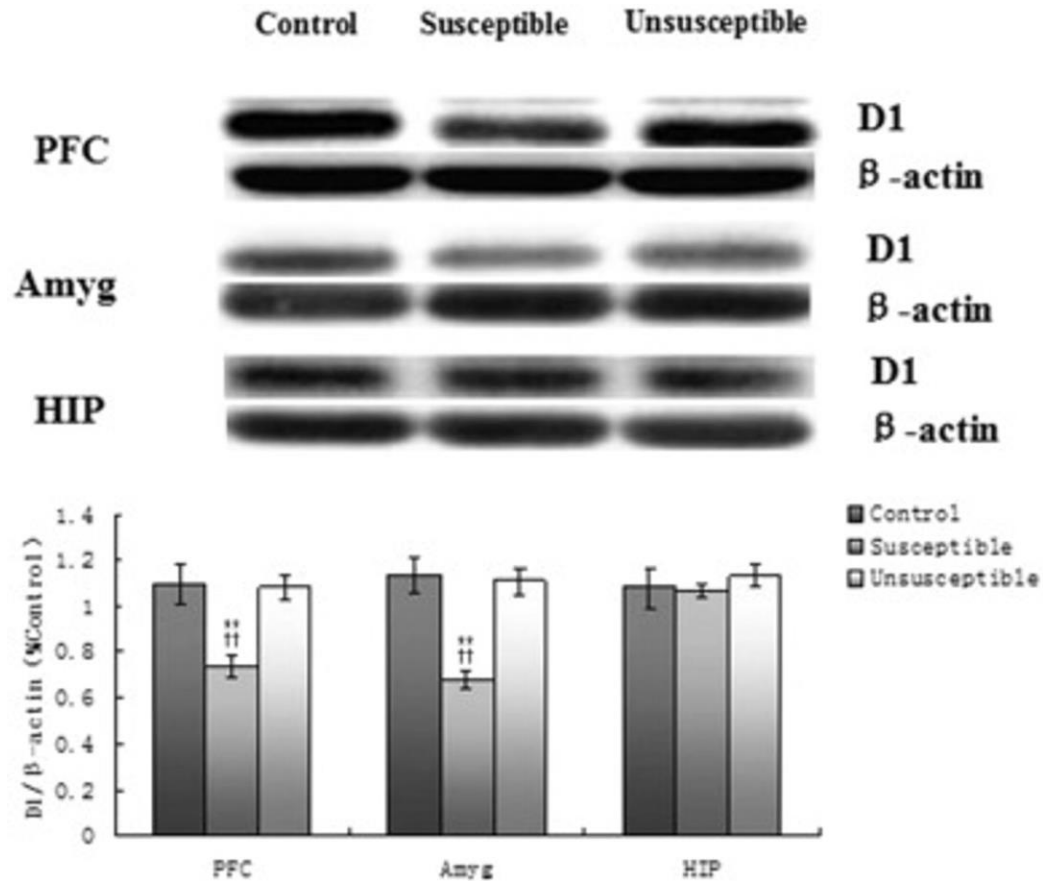 Control Susceptible Unsusceptible
PFC
D1
β-actin
Amyg
D1
β-actin
HIP
D1
β-actin
D1/β-actin (%Control)
1.4
1.2
1
0.8
0.6
0.4
0.2
0
**
††
**
††
PFC Amyg HIP
Control
Susceptible
Unsusceptible